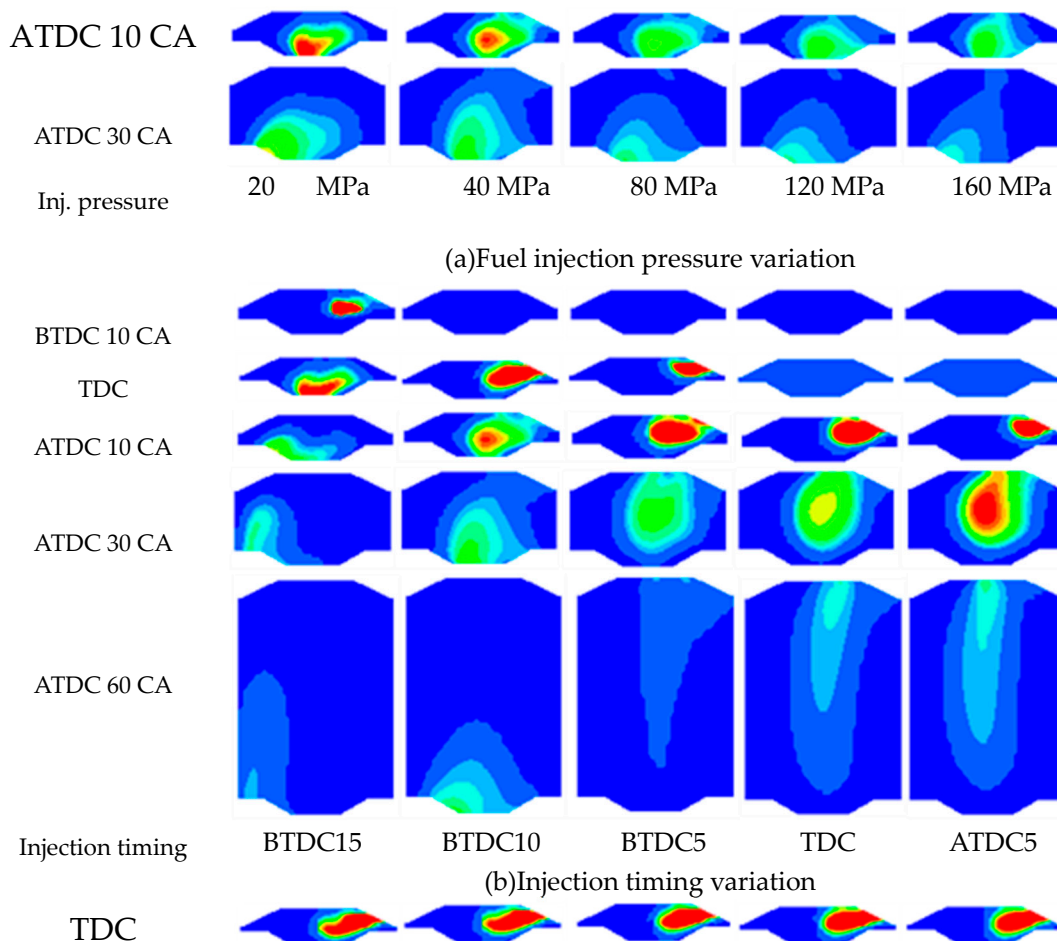 ATDC 10 CA
ATDC 30 CA
Inj. pressure
20 MPa 40 MPa 80 MPa 120 MPa 160 MPa
(a)Fuel injection pressure variation
BTDC 10 CA
TDC
ATDC 10 CA
ATDC 30 CA
ATDC 60 CA
Injection timing BTDC15 BTDC10 BTDC5 TDC ATDC5
(b)Injection timing variation
TDC